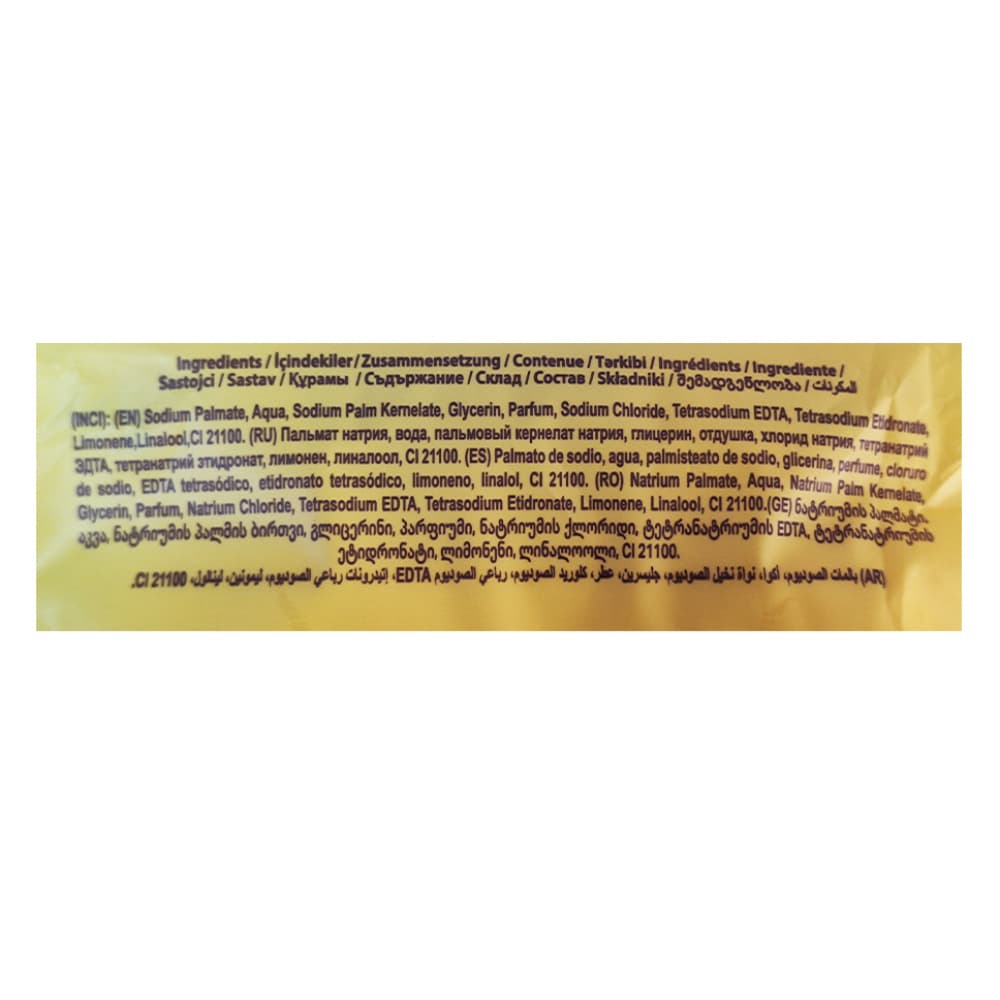 Ingredients / İçindekiler / Zusammensetzung / Contenue / Tərkibi / Ingrédients / Ingrediente /
Sastojci / Sastav / Құрамы / Съдържание / Склад / Состав / Składniki / შემადგენლობა / المكونات
(INCI): (EN) Sodium Palmate, Aqua, Sodium Palm Kernelate, Glycerin, Parfum, Sodium Chloride, Tetrasodium EDTA, Tetrasodium Etidronate,
Limonene,Linalool,CI 21100. (RU) Пальмат натрия, вода, пальмовый кернелат натрия, глицерин, отдушка, хлорид натрия, тетранатрий
ЭДТА, тетранатрий этидронат, лимонен, линалоол, CI 21100. (ES) Palmato de sodio, agua, palmisteato de sodio, glicerina, perfume, cloruro
de sodio, EDTA tetrasódico, etidronato tetrasódico, limoneno, linalol, CI 21100. (RO) Natrium Palmate, Aqua, Natrium Palm Kernelate,
Glycerin, Parfum, Natrium Chloride, Tetrasodium EDTA, Tetrasodium Etidronate, Limonene, Linalool, CI 21100.(GE) ნატრიუმის პალმატი,
აკვა, ნატრიუმის პალმის ბირთვი, გლიცერინი, პარფიუმი, ნატრიუმის ქლორიდი, ტეტრანატრიუმის EDTA, ტეტრანატრიუმის
ეტიდრონატი, ლიმონენი, ლინალოოლი, CI 21100.
(AR) بالمات الصوديوم، أكوا، نواة نخيل الصوديوم، جليسرين، عطر، كلوريد الصوديوم، رباعي الصوديوم EDTA، إتيدرونات رباعي الصوديوم، ليمونين، لينالول، CI 21100.